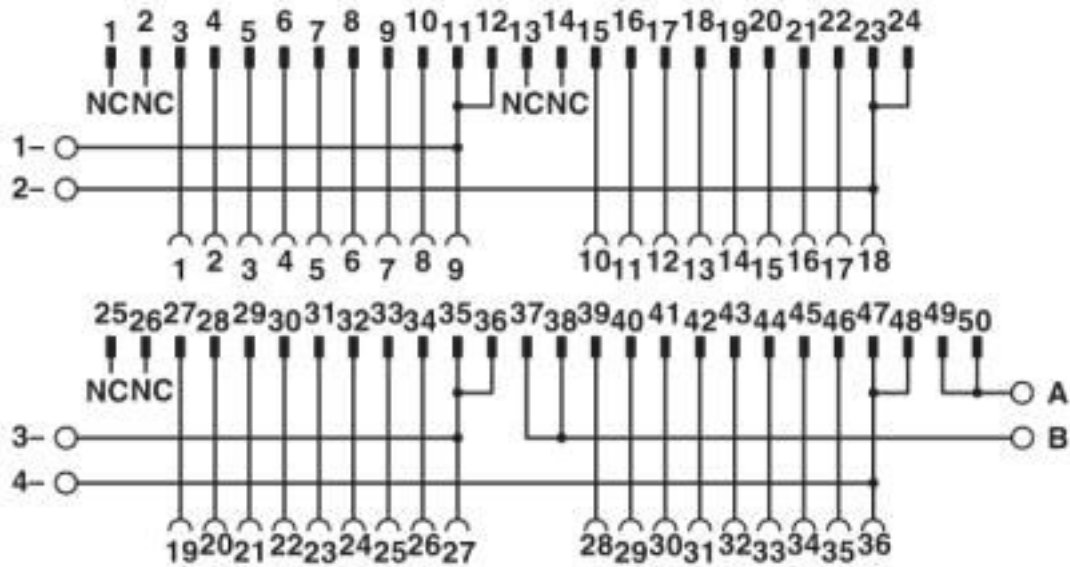 1 2 3 4 5 6 7 8 9 10 11 12 13 14 15 16 17 18 19 20 21 22 23 24
NC NC NC NC
1–
2–
1 2 3 4 5 6 7 8 9 10 11 12 13 14 15 16 17 18
25 26 27 28 29 30 31 32 33 34 35 36 37 38 39 40 41 42 43 44 45 46 47 48 49 50
NC NC A
3– B
4–
19 20 21 22 23 24 25 26 27 28 29 30 31 32 33 34 35 36